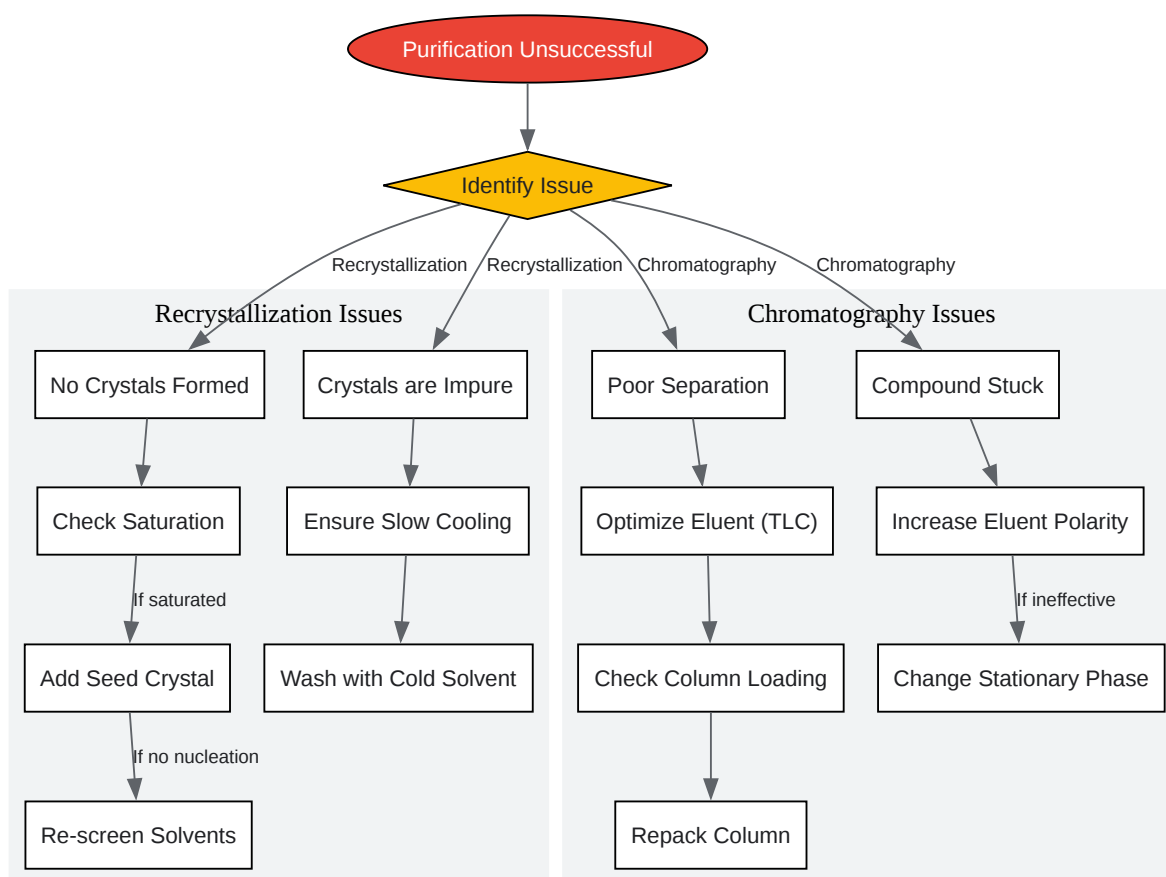 Purification Unsuccessful
Identify Issue
Recrystallization
Recrystallization
Chromatography
Chromatography
Recrystallization Issues
Chromatography Issues
No Crystals Formed
Crystals are Impure
Poor Separation
Compound Stuck
Check Saturation
Ensure Slow Cooling
Optimize Eluent (TLC)
Increase Eluent Polarity
If saturated
If ineffective
Add Seed Crystal
Wash with Cold Solvent
Check Column Loading
Change Stationary Phase
If no nucleation
Re-screen Solvents
Repack Column